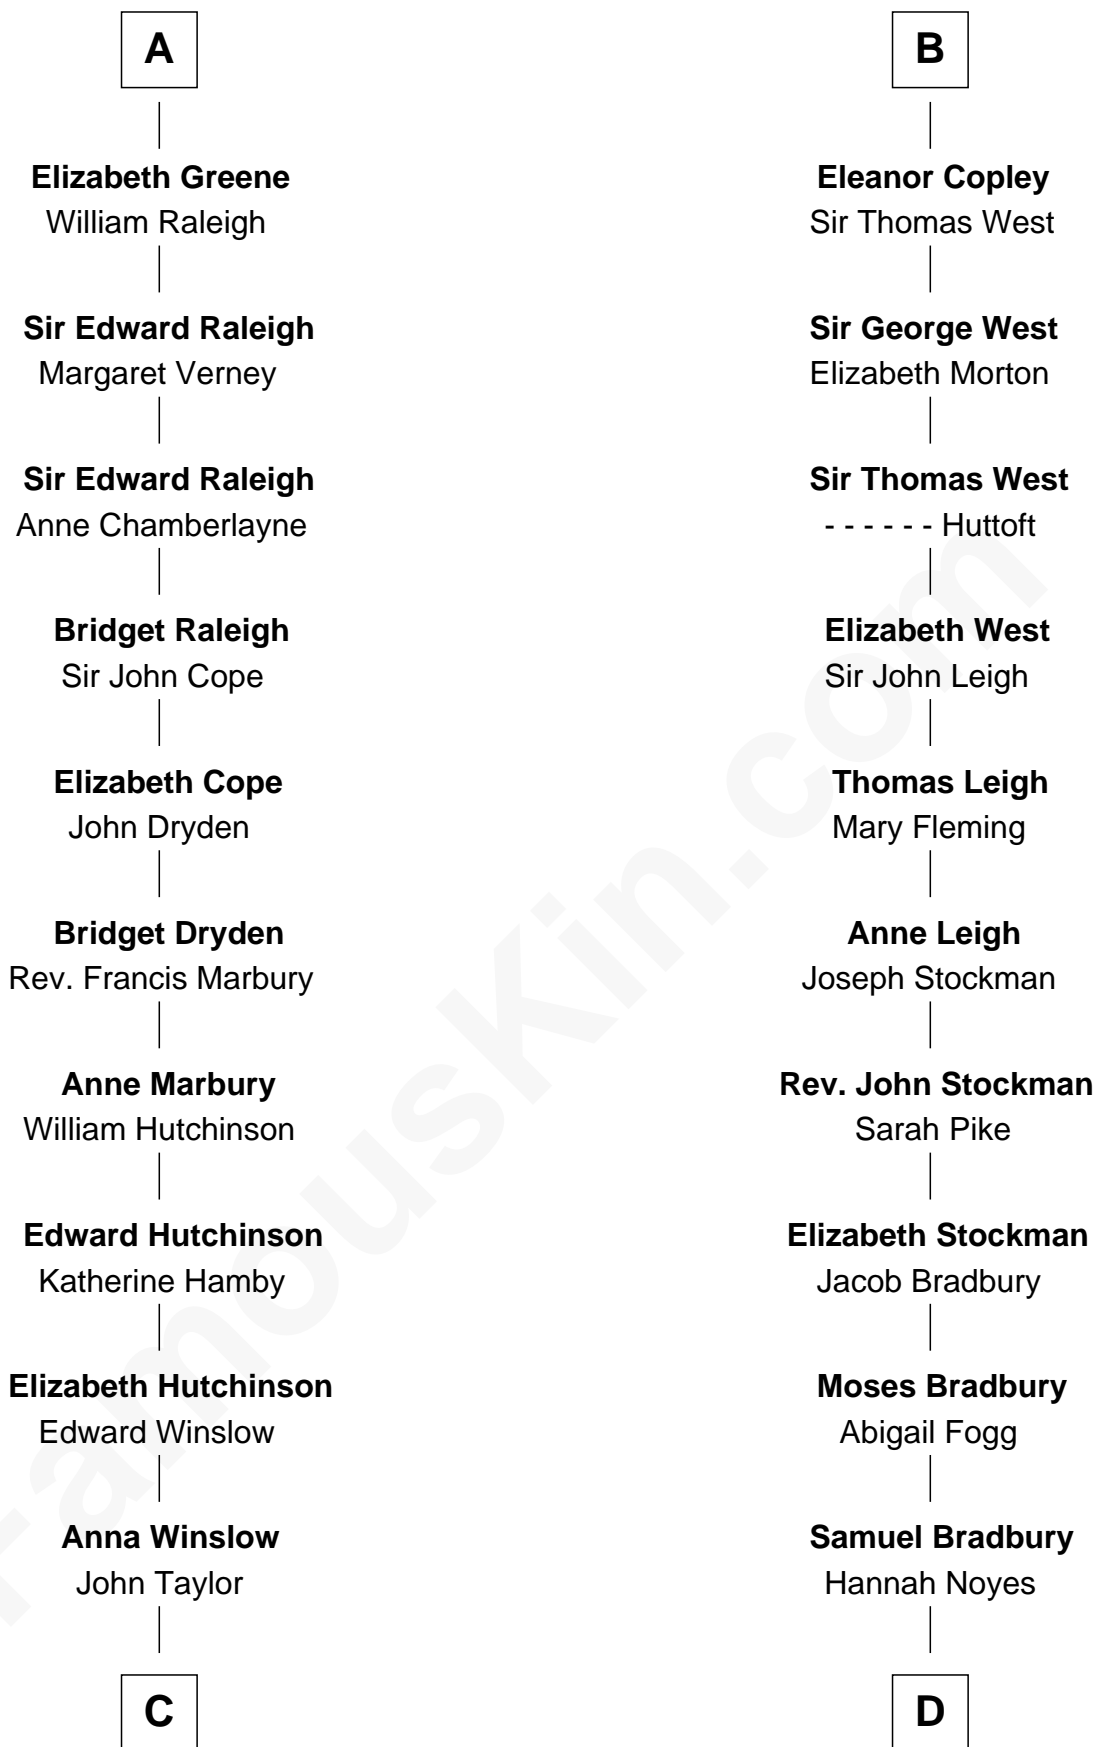 A
Elizabeth Greene
William Raleigh
Sir Edward Raleigh
Margaret Verney
Sir Edward Raleigh
Anne Chamberlayne
Bridget Raleigh
Sir John Cope
Elizabeth Cope
John Dryden
Bridget Dryden
Rev. Francis Marbury
Anne Marbury
William Hutchinson
Edward Hutchinson
Katherine Hamby
Elizabeth Hutchinson
Edward Winslow
Anna Winslow
John Taylor
C
B
Eleanor Copley
Sir Thomas West
Sir George West
Elizabeth Morton
Sir Thomas West
- - - - - - Huttoft
Elizabeth West
Sir John Leigh
Thomas Leigh
Mary Fleming
Anne Leigh
Joseph Stockman
Rev. John Stockman
Sarah Pike
Elizabeth Stockman
Jacob Bradbury
Moses Bradbury
Abigail Fogg
Samuel Bradbury
Hannah Noyes
D
FamousKin.com